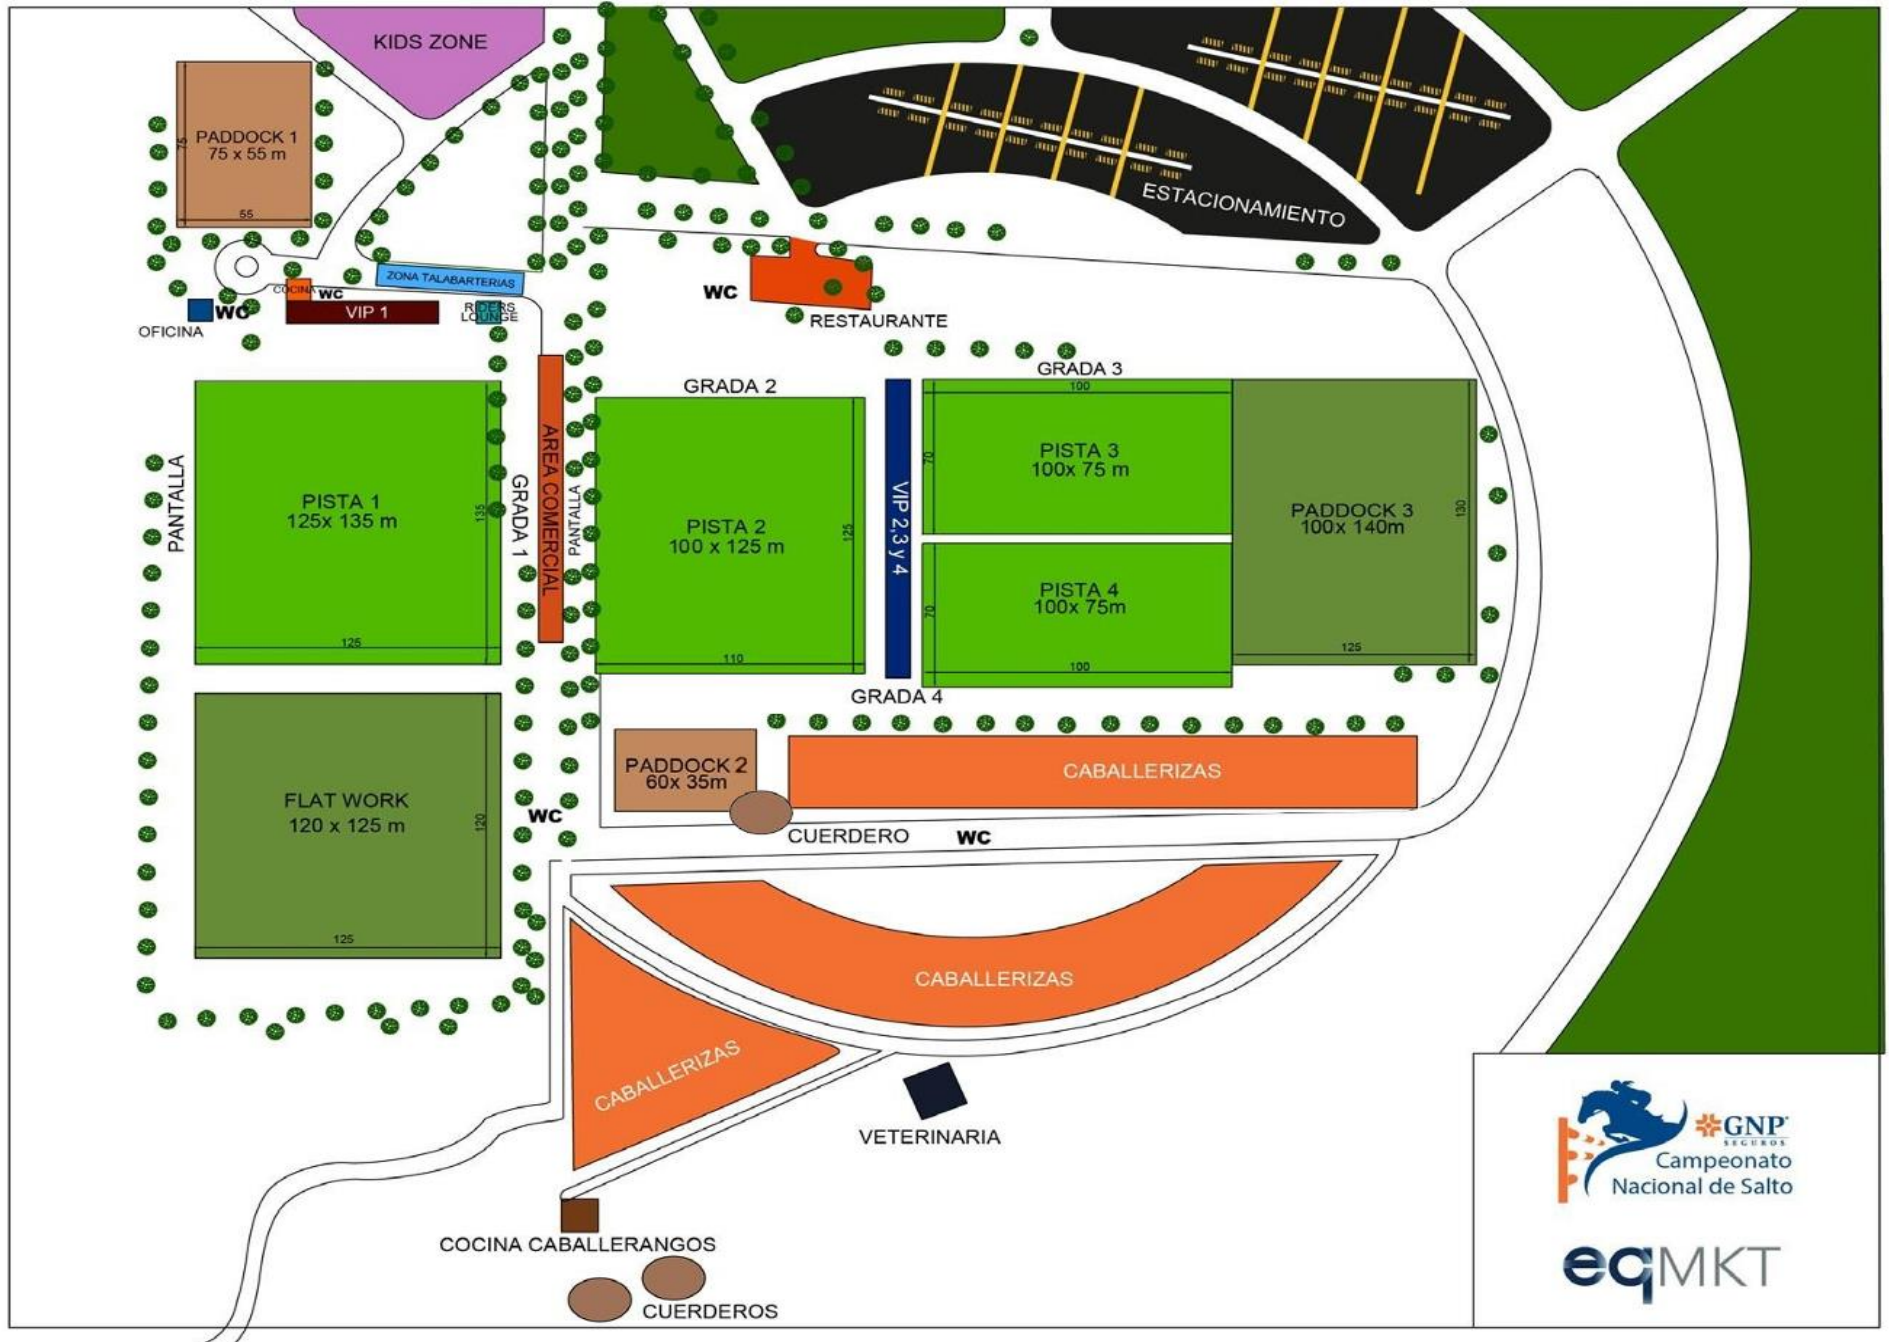 KIDS ZONE
PADDOCK 1
75 x 55 m
75
55
ESTACIONAMIENTO
ZONA TALABARTERIAS
COCINA
WC
WC
VIP 1
RIDERS
LOUNGE
OFICINA
WC
RESTAURANTE
GRADA 2
GRADA 3
PANTALLA
PISTA 1
125x 135 m
135
125
GRADA 1
AREA COMERCIAL
PANTALLA
PISTA 2
100 x 125 m
125
110
VIP 2,3 y 4
100
70
PISTA 3
100x 75 m
PISTA 4
100x 75m
70
100
PADDOCK 3
100x 140m
130
125
GRADA 4
FLAT WORK
120 x 125 m
120
125
PADDOCK 2
60x 35m
CABALLERIZAS
WC
CUERDERO
WC
CABALLERIZAS
CABALLERIZAS
VETERINARIA
COCINA CABALLERANGOS
CUERDEROS
GNP
SEGUROS
Campeonato
Nacional de Salto
eqMKT